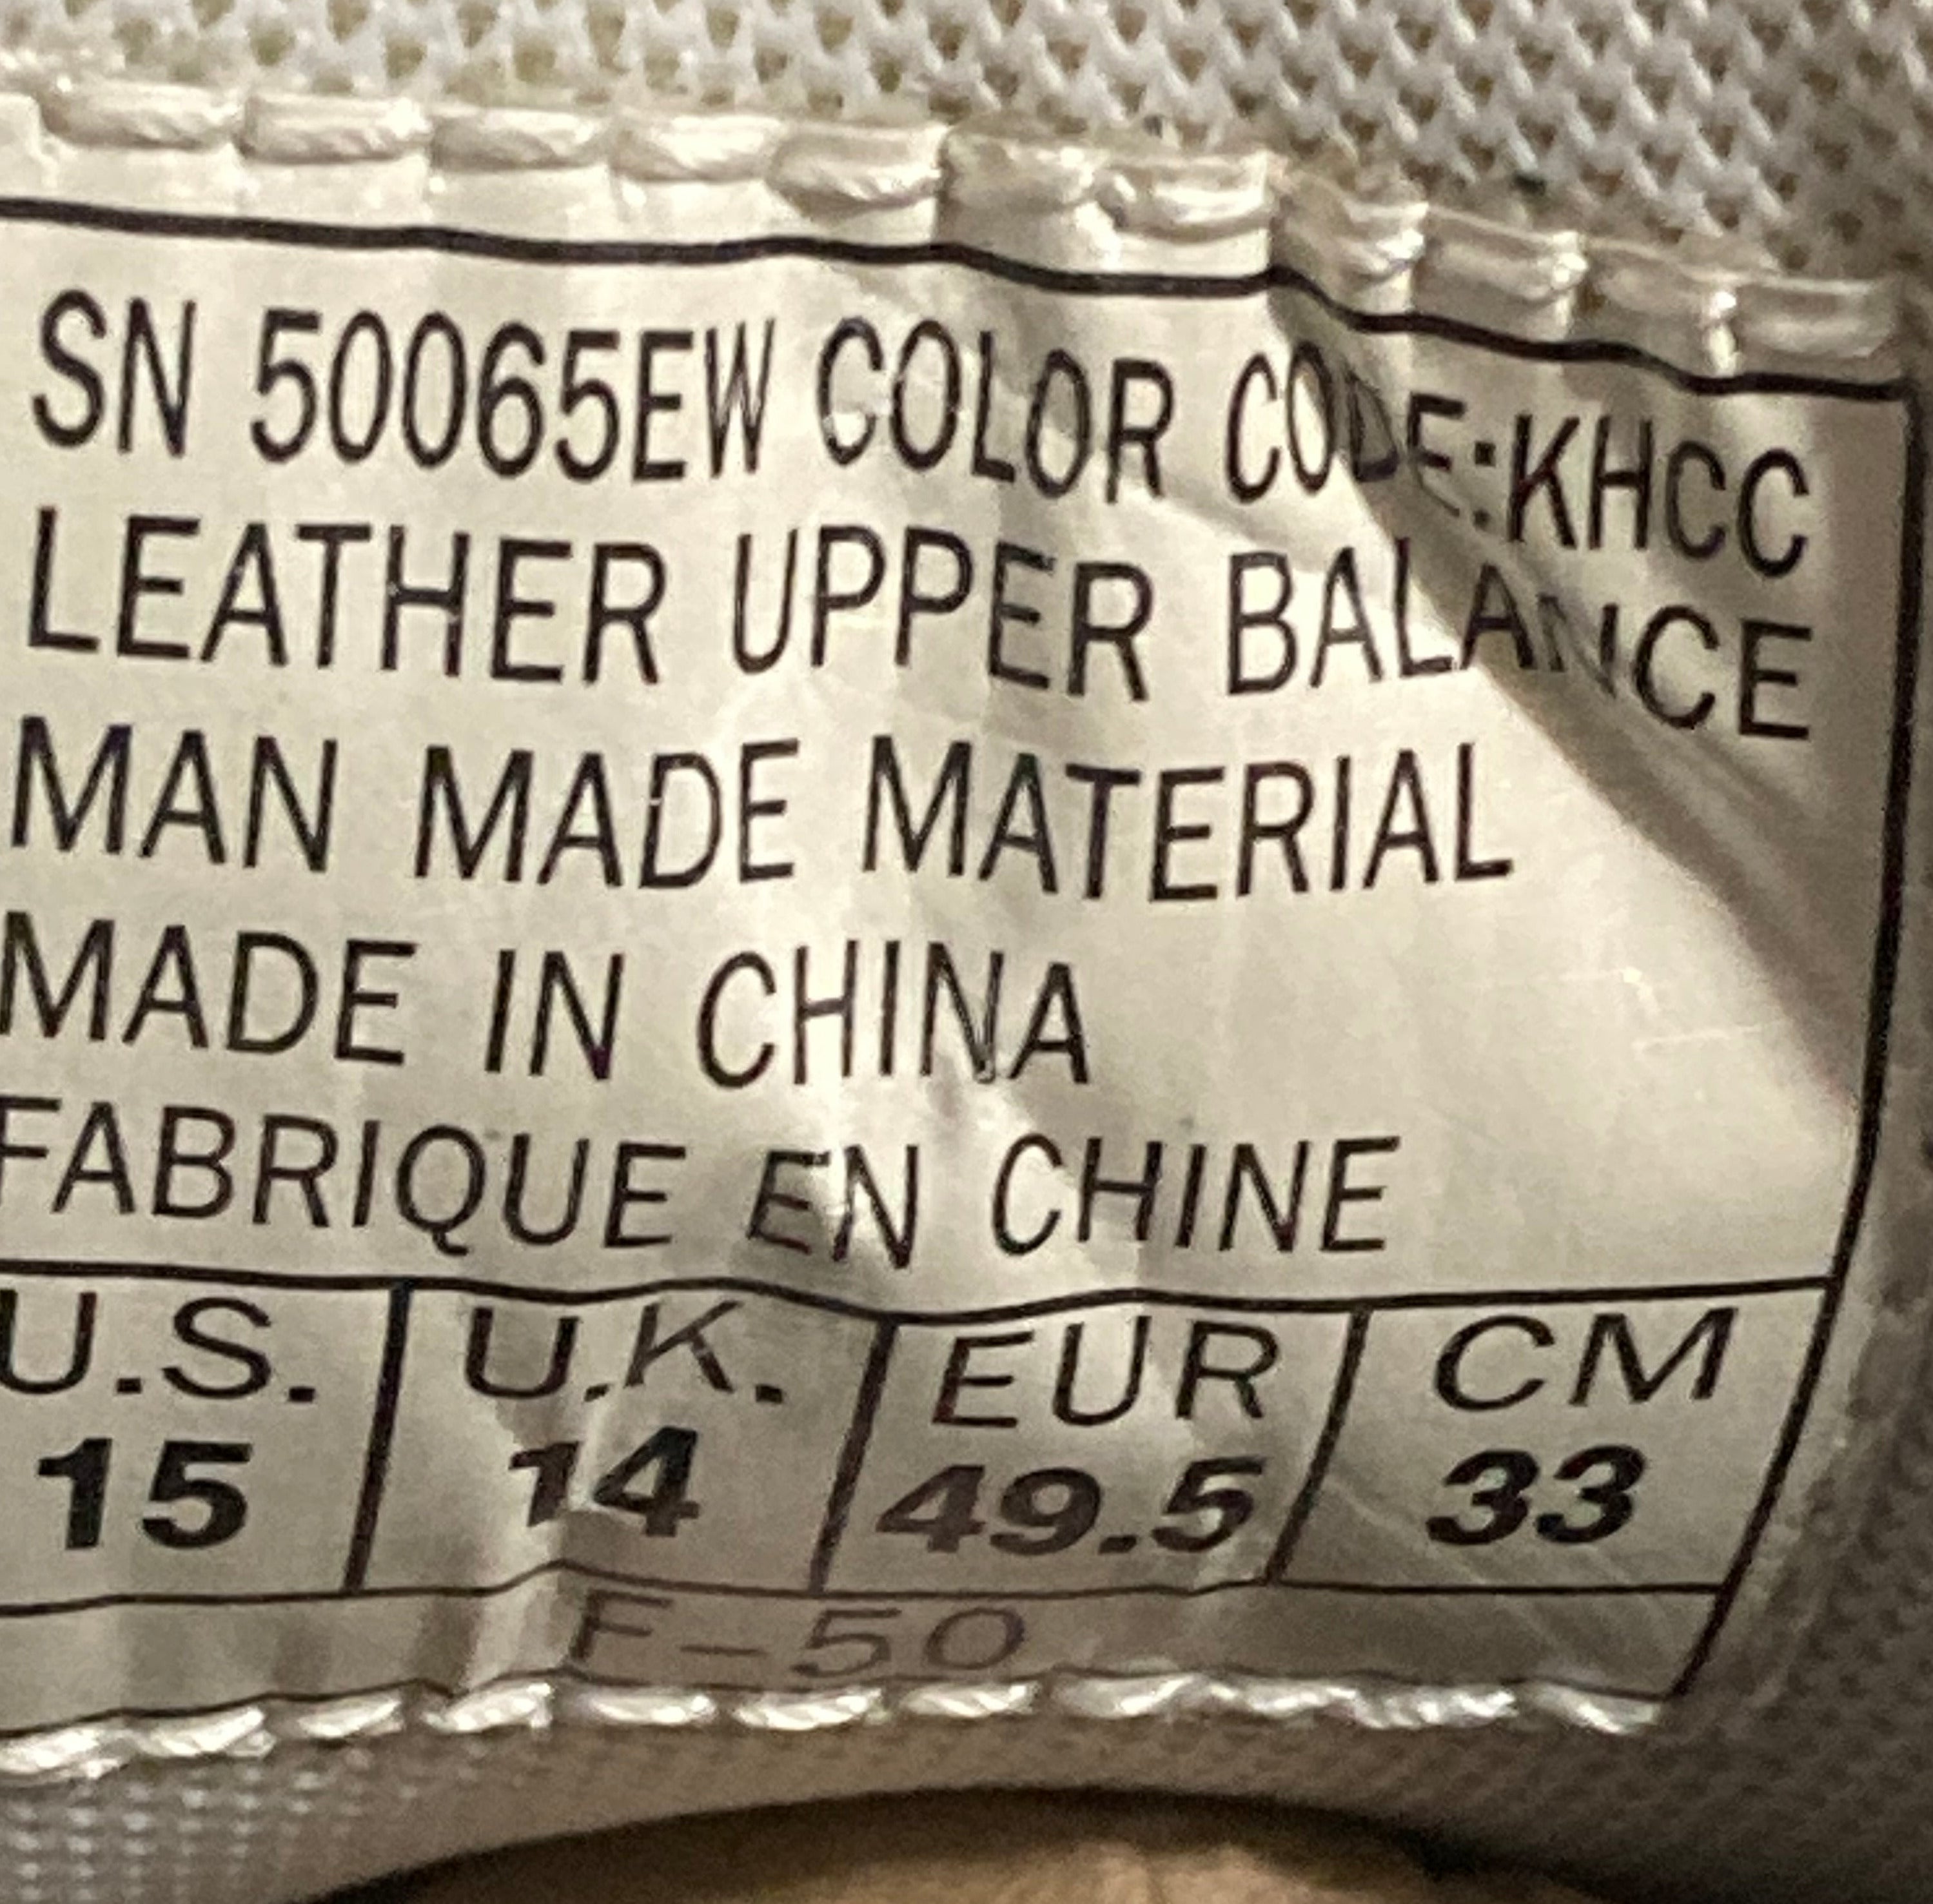 SN 50065EW COLOR CODE:KHCC
LEATHER UPPER BALANCE
MAN MADE MATERIAL
MADE IN CHINA
FABRIQUE EN CHINE
U.S. U.K. EUR CM
15 14 49.5 33
F-50